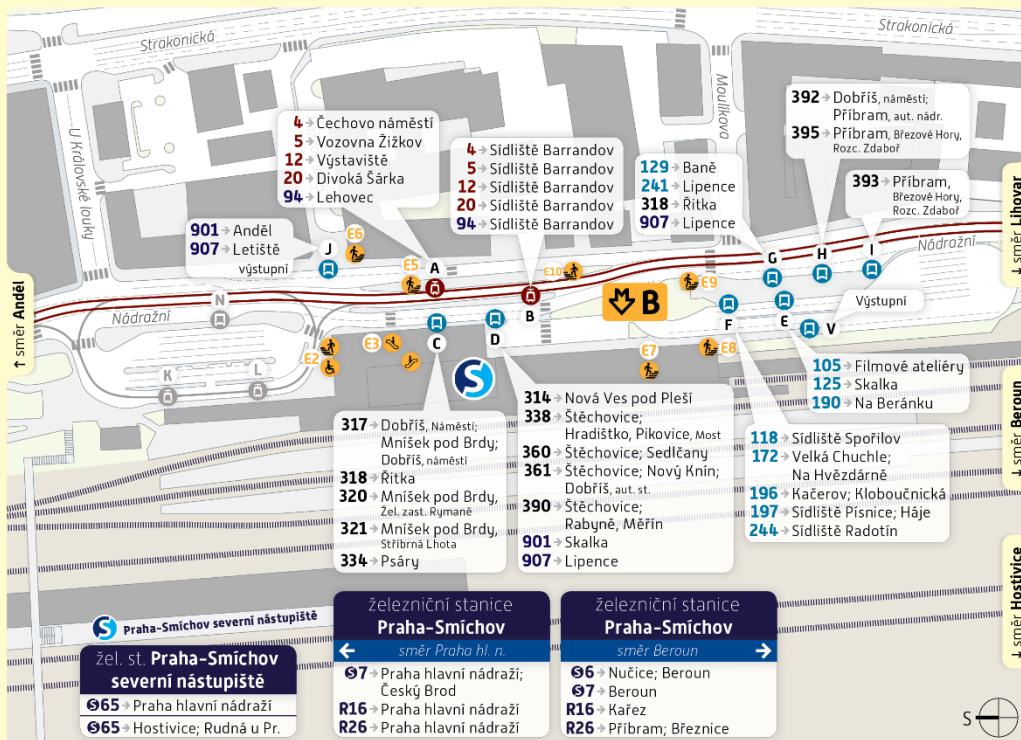 Strakonická
Strakonická
U Královské louky
Moulíkova
392 → Dobříš, náměstí;
Příbram, aut. nádr.
395 → Příbram, Březové Hory,
Rozc. Zdaboř
4 → Čechovo náměstí
5 → Vozovna Žižkov
12 → Výstaviště
20 → Divoká Šárka
94 → Lehovec
4 → Sídliště Barrandov
5 → Sídliště Barrandov
12 → Sídliště Barrandov
20 → Sídliště Barrandov
94 → Sídliště Barrandov
129 → Baně
241 → Lipence
318 → Řitka
907 → Lipence
393 → Příbram,
Březové Hory,
Rozc. Zdaboř
↓ směr Lihovar
901 → Anděl
907 → Letiště
výstupní
J
E6
E5
A
E10
B
E9
G
H
I
Nádražní
↑ směr Anděl
N
Nádražní
B
F
E
V
Výstupní
E2
E3
C
D
E7
E8
K
L
S
105 → Filmové ateliéry
125 → Skalka
190 → Na Beránku
↓ směr Beroun
317 → Dobříš, Náměstí;
Mníšek pod Brdy;
Dobříš, náměstí
318 → Řitka
320 → Mníšek pod Brdy,
Žel. zast. Rymaně
321 → Mníšek pod Brdy,
Stříbrná Lhota
334 → Psáry
314 → Nová Ves pod Pleší
338 → Štěchovice;
Hradištko, Pikovice, Most
360 → Štěchovice; Sedlčany
361 → Štěchovice; Nový Knín;
Dobříš, aut. st.
390 → Štěchovice;
Rabyně, Měřín
901 → Skalka
907 → Lipence
118 → Sídliště Spořilov
172 → Velká Chuchle;
Na Hvězdárně
196 → Kačerov; Kloboučnická
197 → Sídliště Písnice; Háje
244 → Sídliště Radotín
↓ směr Hostivice
S Praha-Smíchov severní nástupiště
žel. st. Praha-Smíchov
severní nástupiště
S65 → Praha hlavní nádraží
S65 → Hostivice; Rudná u Pr.
železniční stanice
Praha-Smíchov
← směr Praha hl. n.
S7 → Praha hlavní nádraží;
Český Brod
R16 → Praha hlavní nádraží
R26 → Praha hlavní nádraží
železniční stanice
Praha-Smíchov
směr Beroun →
S6 → Nučice; Beroun
S7 → Beroun
R16 → Kařez
R26 → Příbram; Březnice
S